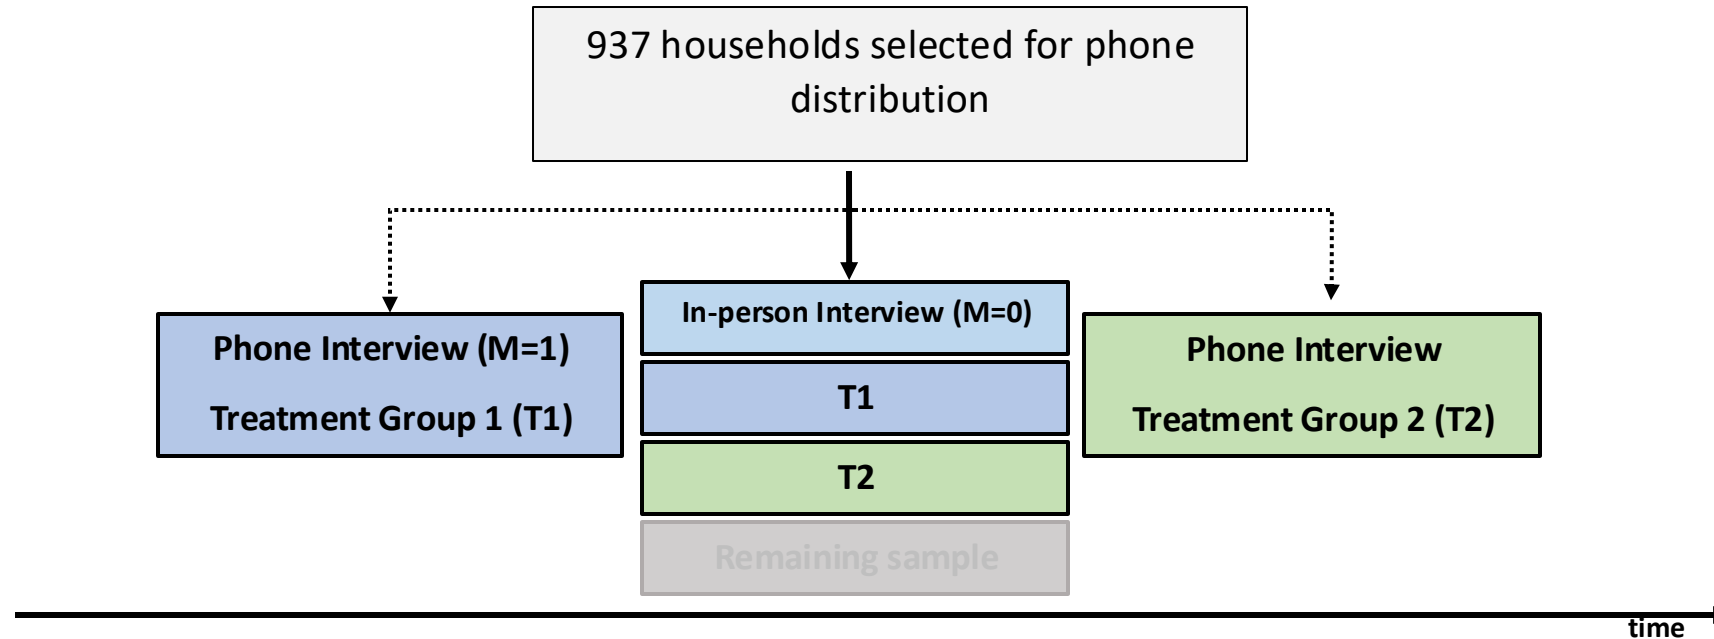 937 households selected for phone
distribution
Phone Interview (M=1)
Treatment Group 1 (T1)
In-person Interview (M=0)
T1
T2
Remaining sample
Phone Interview
Treatment Group 2 (T2)
time